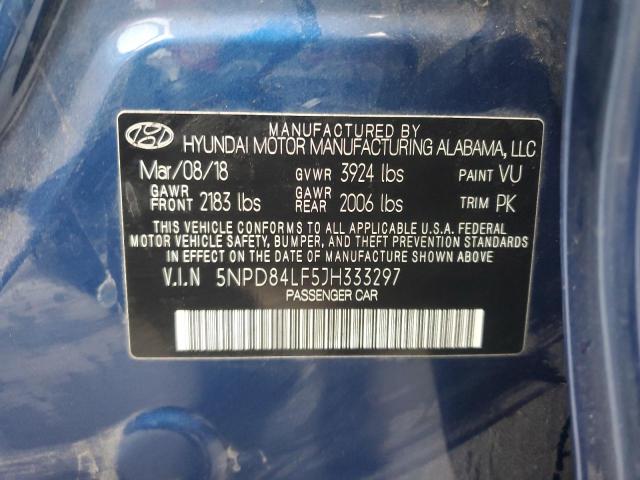 MANUFACTURED BY
HYUNDAI MOTOR MANUFACTURING ALABAMA, LLC
Mar/08/18 GVWR 3924 lbs PAINT VU
GAWR FRONT 2183 lbs GAWR REAR 2006 lbs TRIM PK
THIS VEHICLE CONFORMS TO ALL APPLICABLE U.S.A. FEDERAL
MOTOR VEHICLE SAFETY, BUMPER, AND THEFT PREVENTION STANDARDS
IN EFFECT ON THE DATE OF MANUFACTURE SHOWN ABOVE.
V.I.N 5NPD84LF5JH333297
PASSENGER CAR